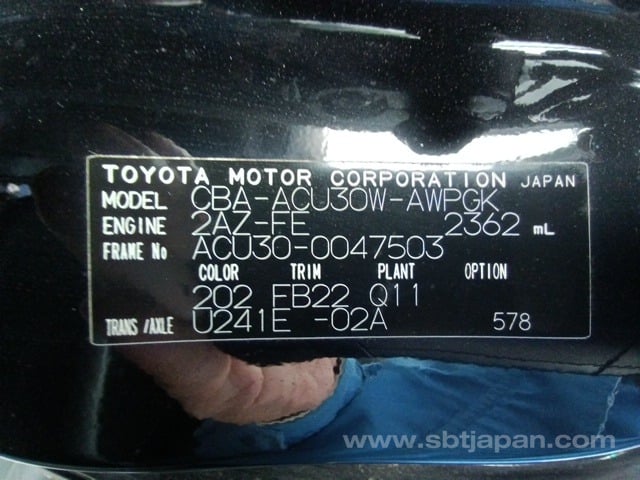 TOYOTA MOTOR CORPORATION JAPAN
MODEL CBA-ACU30W-AWPGK
ENGINE 2AZ-FE 2362 mL
FRAME No ACU30-0047503
COLOR TRIM PLANT OPTION
202 FB22 Q11
TRANS/AXLE U241E -02A 578
www.sbtjapan.com